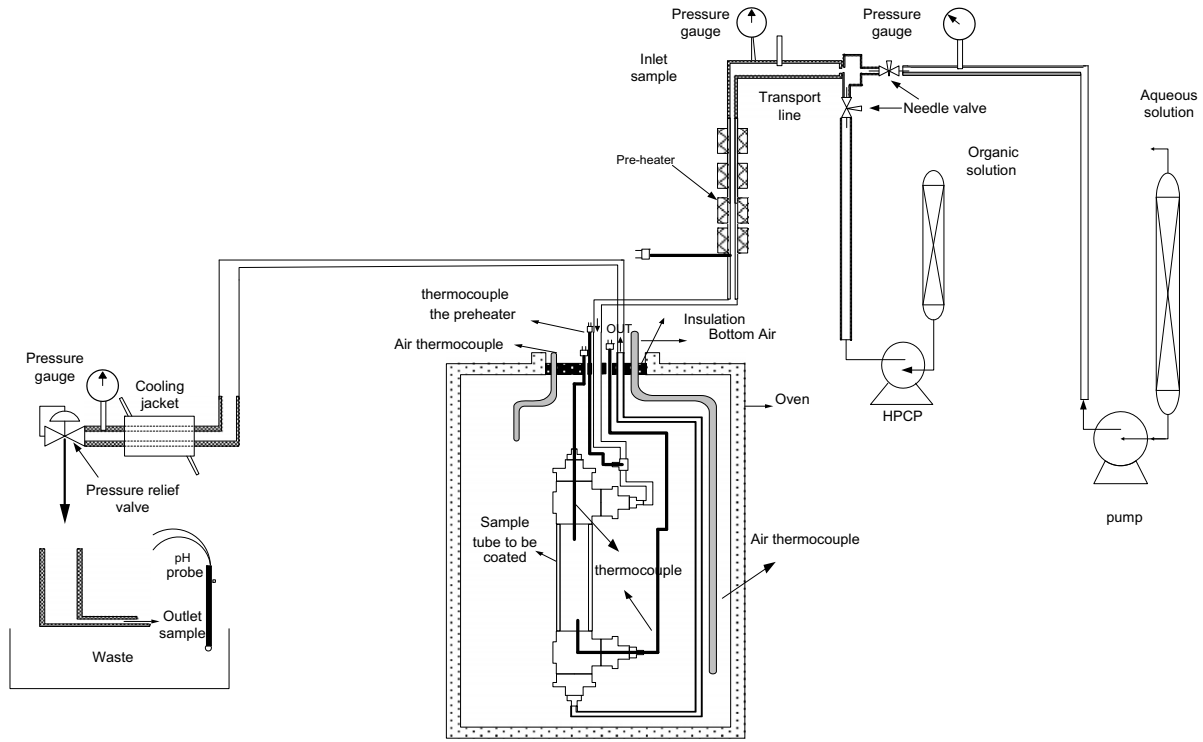 Pressure
gauge
Pressure
gauge
Inlet
sample
Transport
line
Needle valve
Aqueous
solution
Organic
solution
Pre-heater
thermocouple
the preheater
OUT
Insulation
Bottom Air
Air thermocouple
Pressure
gauge
Cooling
jacket
Oven
HPCP
Pressure relief
valve
pump
Sample
tube to be
coated
Air thermocouple
thermocouple
pH
probe
Outlet
sample
Waste